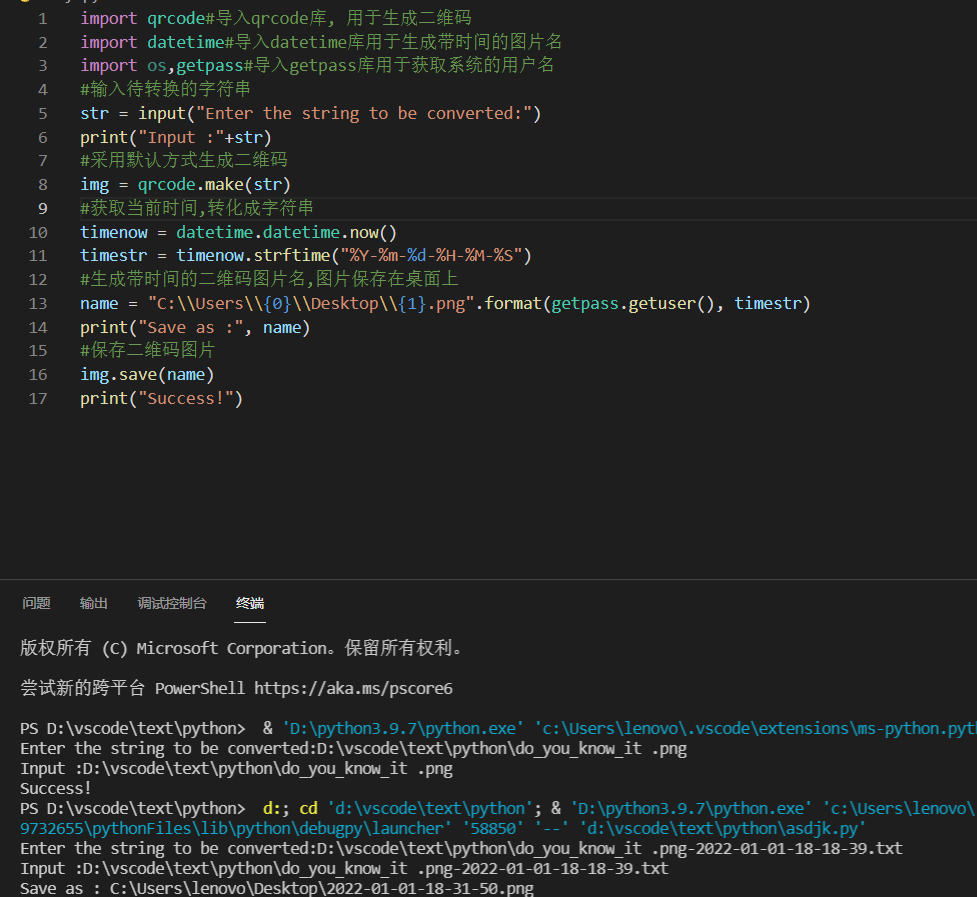 1 import qrcode#导入qrcode库, 用于生成二维码
2 import datetime#导入datetime库用于生成带时间的图片名
3 import os,getpass#导入getpass库用于获取系统的用户名
4 #输入待转换的字符串
5 str = input("Enter the string to be converted:")
6 print("Input :"+str)
7 #采用默认方式生成二维码
8 img = qrcode.make(str)
9 #获取当前时间,转化成字符串
10 timenow = datetime.datetime.now()
11 timestr = timenow.strftime("%Y-%m-%d-%H-%M-%S")
12 #生成带时间的二维码图片名,图片保存在桌面上
13 name = "C:\\Users\\{0}\\Desktop\\{1}.png".format(getpass.getuser(), timestr)
14 print("Save as :", name)
15 #保存二维码图片
16 img.save(name)
17 print("Success!")
问题 输出 调试控制台 终端
版权所有 (C) Microsoft Corporation。保留所有权利。
尝试新的跨平台 PowerShell https://aka.ms/pscore6
PS D:\vscode\text\python>  & 'D:\python3.9.7\python.exe' 'c:\Users\lenovo\.vscode\extensions\ms-python.pyt
Enter the string to be converted:D:\vscode\text\python\do_you_know_it .png
Input :D:\vscode\text\python\do_you_know_it .png
Success!
PS D:\vscode\text\python>  d:; cd 'd:\vscode\text\python'; & 'D:\python3.9.7\python.exe' 'c:\Users\lenovo\
9732655\pythonFiles\lib\python\debugpy\launcher' '58850' '--' 'd:\vscode\text\python\asdjk.py'
Enter the string to be converted:D:\vscode\text\python\do_you_know_it .png-2022-01-01-18-18-39.txt
Input :D:\vscode\text\python\do_you_know_it .png-2022-01-01-18-18-39.txt
Save as : C:\Users\lenovo\Desktop\2022-01-01-18-31-50.png